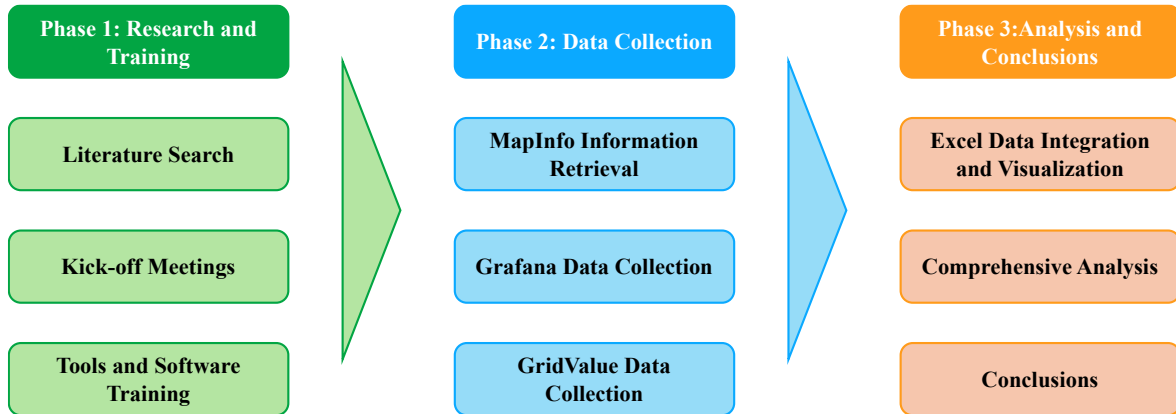 Phase 1: Research and
Training
Literature Search
Kick-off Meetings
Tools and Software
Training
Phase 2: Data Collection
MapInfo Information
Retrieval
Grafana Data Collection
GridValue Data
Collection
Phase 3:Analysis and
Conclusions
Excel Data Integration
and Visualization
Comprehensive Analysis
Conclusions